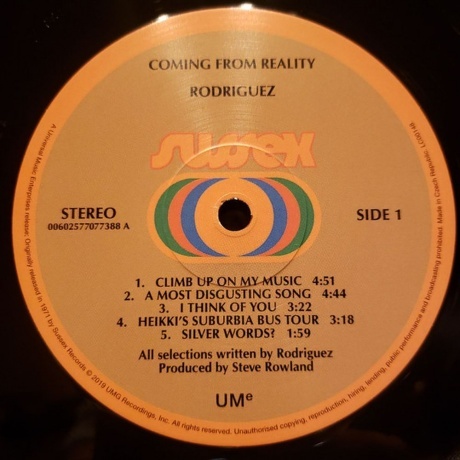 COMING FROM REALITY
RODRIGUEZ
sussex
STEREO
00602577077388 A
SIDE 1
1. CLIMB UP ON MY MUSIC 4:51
2. A MOST DISGUSTING SONG 4:44
3. I THINK OF YOU 3:22
4. HEIKKI'S SUBURBIA BUS TOUR 3:18
5. SILVER WORDS? 1:59
All selections written by Rodriguez
Produced by Steve Rowland
UMe
A Universal Music Enterprises release; Originally released in 1971 by Sussex Records ℗ 2019 UMG Recordings, Inc. All rights reserved. Unauthorised copying, reproduction, hiring, lending, public performance and broadcasting prohibited. Made in Czech Republic.